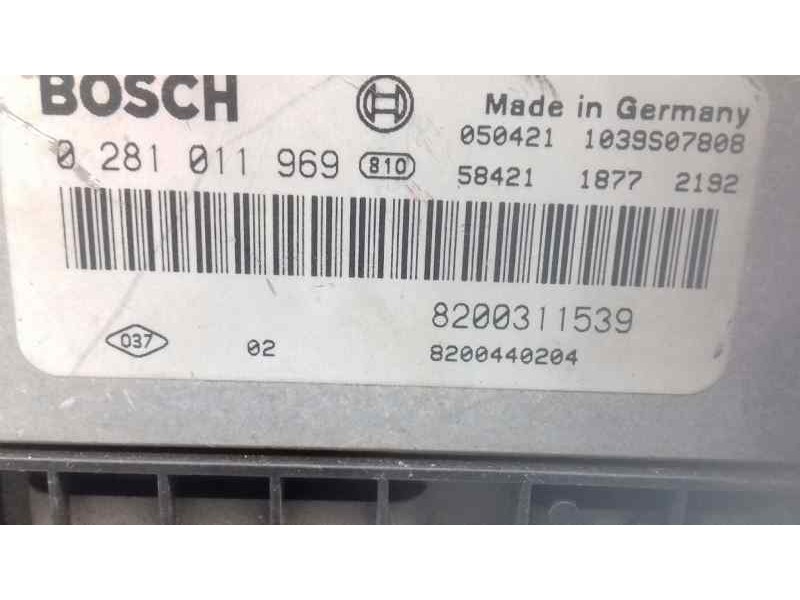 BOSCH
Made in Germany
050421 1039S07808
0 281 011 969 810
58421 1877 2192
8200311539
037 02 8200440204